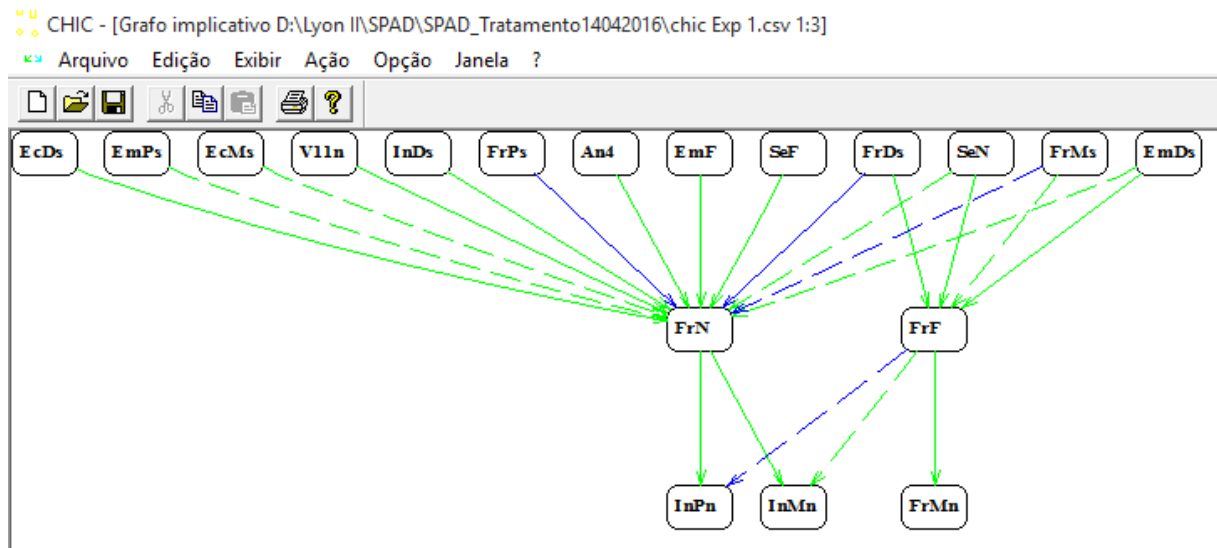 CHIC - [Grafo implicativo D:\Lyon II\SPAD\SPAD_Tratamento14042016\chic Exp 1.csv 1:3]
Arquivo Edição Exibir Ação Opção Janela ?
EcDs EmPs EcMs V11n InDs FrPs An4 EmF SeF FrDs SeN FrMs EmDs
FrN FrF
InPn InMn FrMn